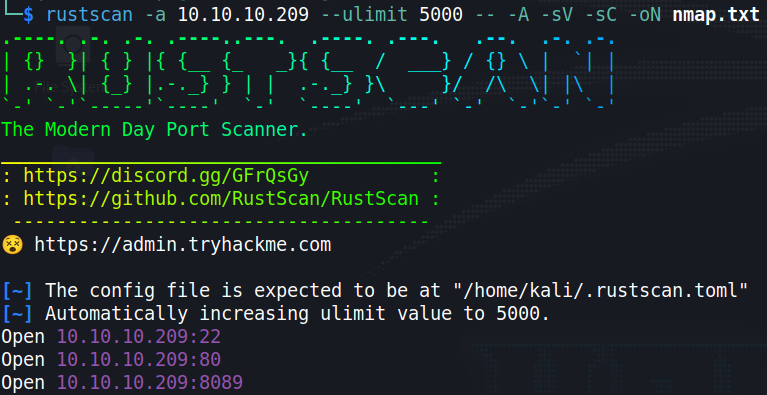 └─$ rustscan -a 10.10.10.209 --ulimit 5000 -- -A -sV -sC -oN nmap.txt
.----. .-. .-. .----..---.  .----. .---.   .--.  .-. .-.
| {}  }| { } |{ {__ {_   _}{ {__  /  ___} / {} \ |  `| |
| .-. \| {_} |.-._} } | |  .-._} }\     }/  /\  \| |\  |
`-' `-'`-----'`----'  `-'  `----'  `---' `-'  `-'`-' `-'
The Modern Day Port Scanner.
________________________________________
: https://discord.gg/GFrQsGy           :
: https://github.com/RustScan/RustScan :
 --------------------------------------
😵 https://admin.tryhackme.com
[~] The config file is expected to be at "/home/kali/.rustscan.toml"
[~] Automatically increasing ulimit value to 5000.
Open 10.10.10.209:22
Open 10.10.10.209:80
Open 10.10.10.209:8089